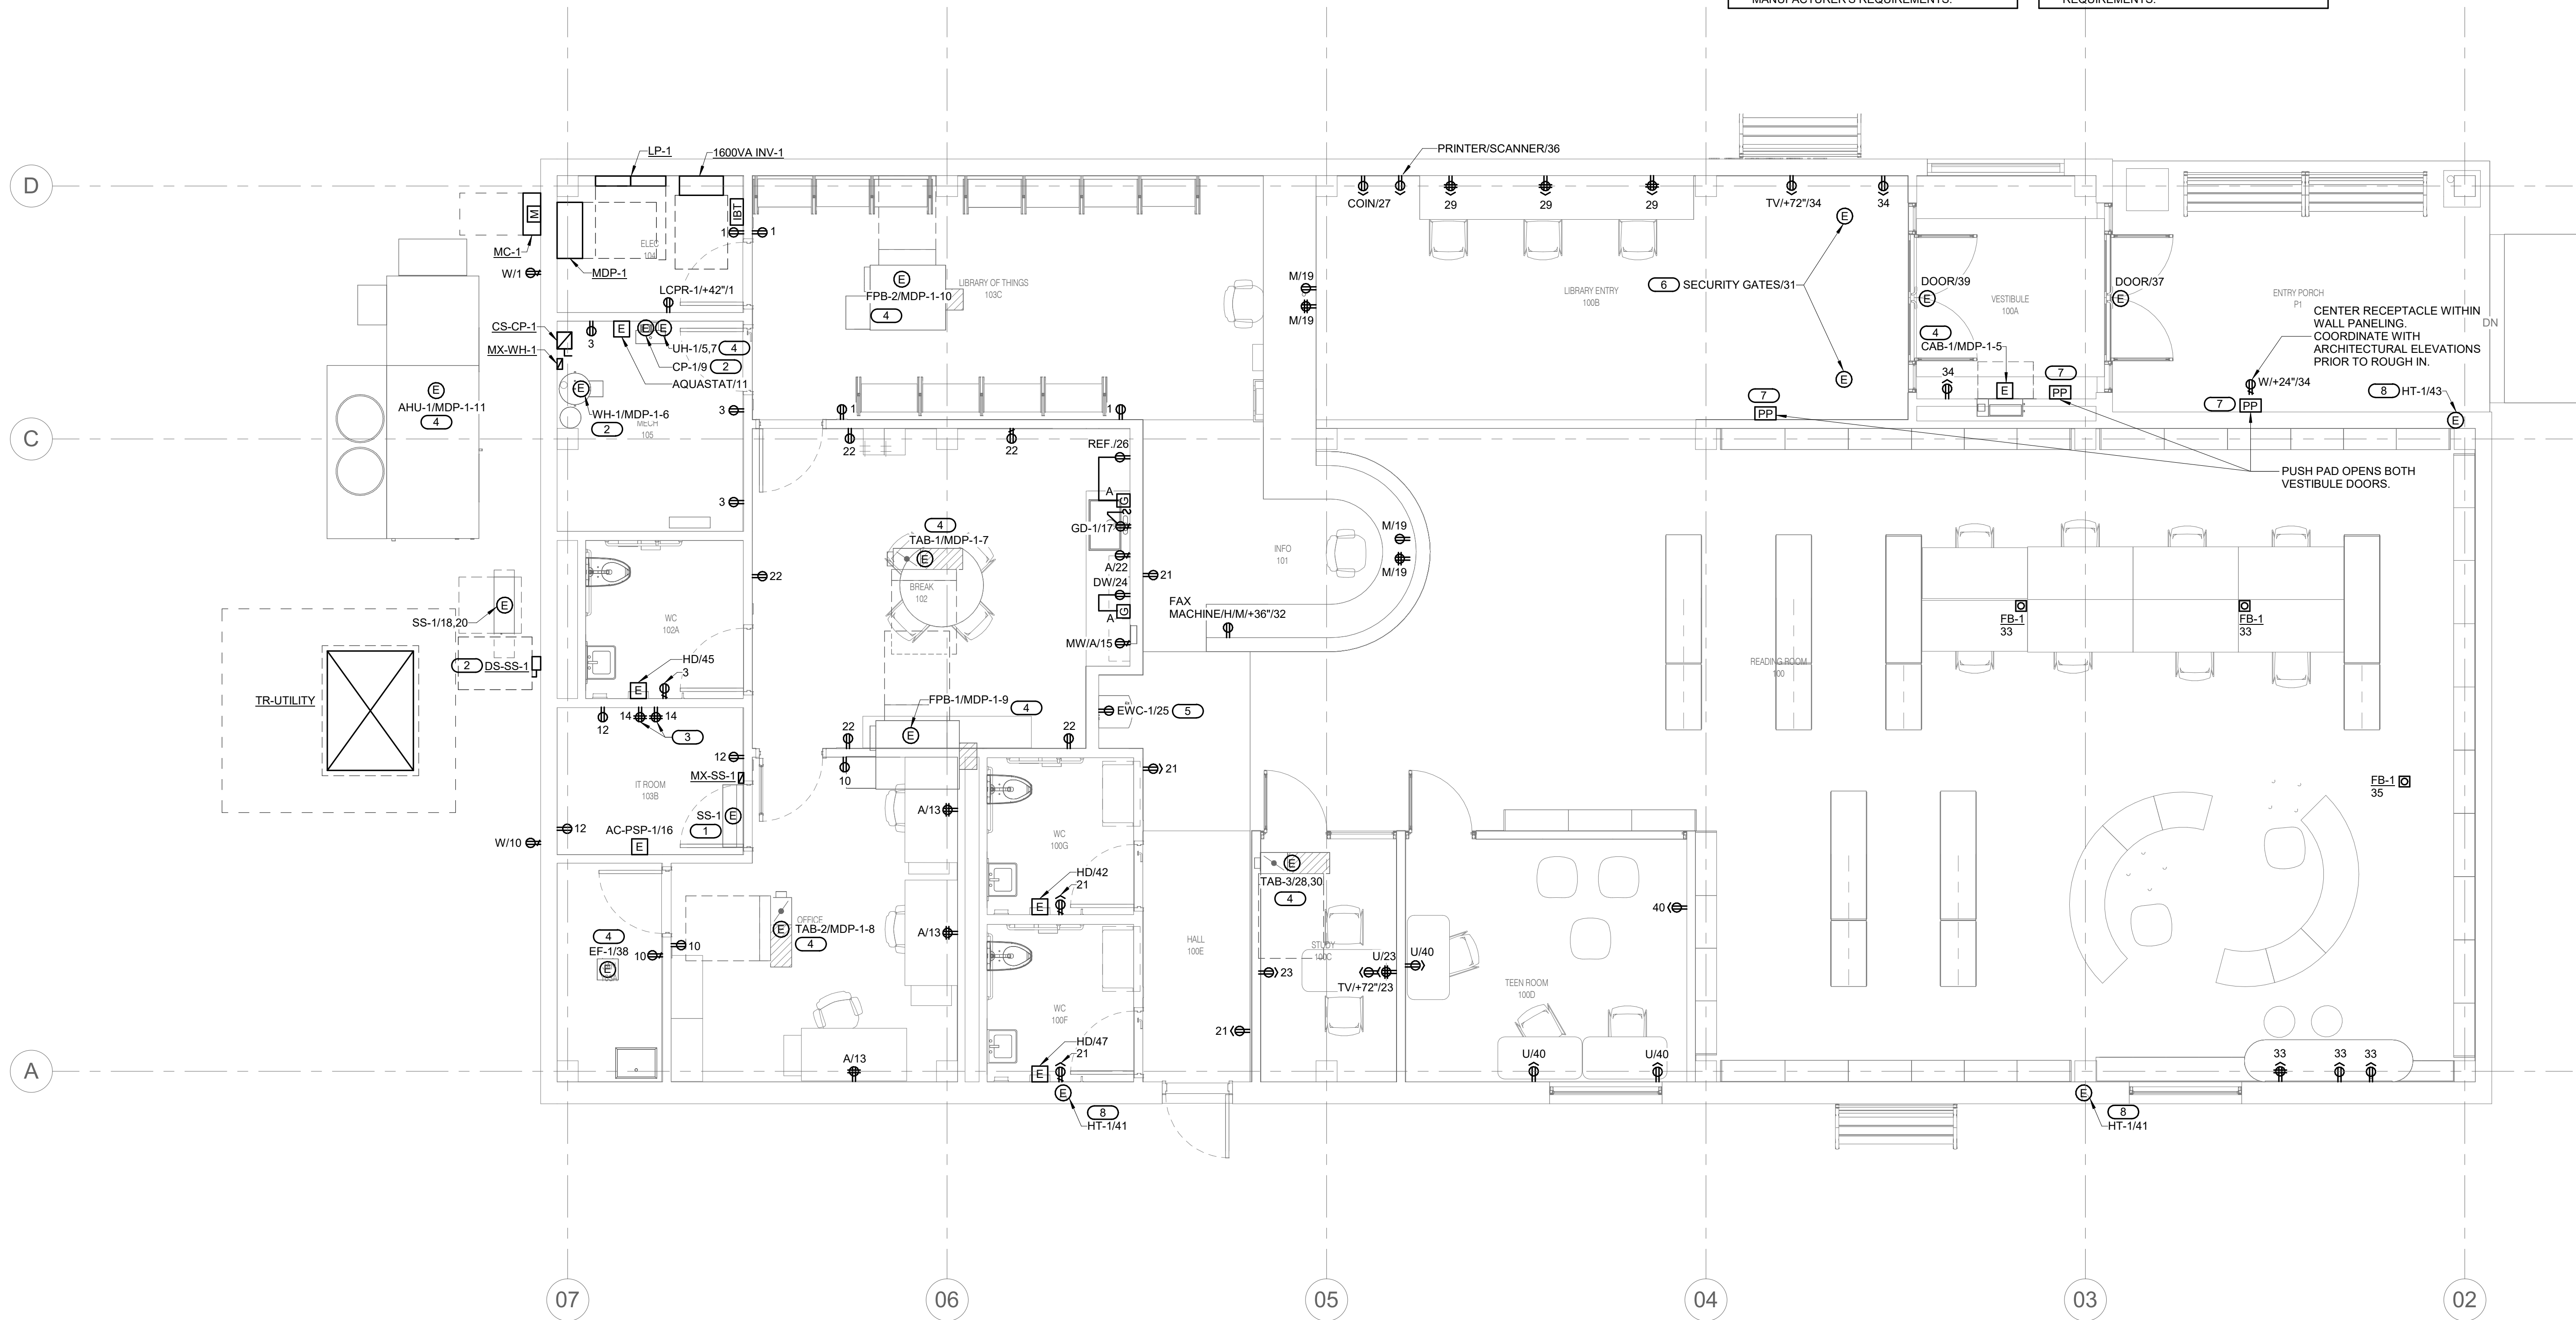 MANUFACTURER'S REQUIREMENTS.
REQUIREMENTS.
LP-1
1600VA INV-1
PRINTER/SCANNER/36
D
M
IBT
COIN/27
29
29
29
TV/+72"/34
34
E
1
1
MC-1
ELEC
104
W/1
MDP-1
M/19
M/19
LCPR-1/+42"/1
E
FPB-2/MDP-1-10
4
LIBRARY OF THINGS
103C
LIBRARY ENTRY
100B
6
SECURITY GATES/31
DOOR/39
E
VESTIBULE
100A
DOOR/37
E
ENTRY PORCH
P1
CENTER RECEPTACLE WITHIN
WALL PANELING.
COORDINATE WITH
ARCHITECTURAL ELEVATIONS
PRIOR TO ROUGH IN.
DN
CS-CP-1
MX-WH-1
3
E
E
E
UH-1/5,7
4
CP-1/9
2
AQUASTAT/11
4
CAB-1/MDP-1-5
E
34
E
7
PP
W/+24"/34
7
PP
8
HT-1/43
E
7
PP
E
AHU-1/MDP-1-11
4
E
WH-1/MDP-1-6
2
MECH
105
3
1
1
C
22
22
REF./26
PUSH PAD OPENS BOTH
VESTIBULE DOORS.
3
A
G
S
GD-1/17
M/19
M/19
INFO
101
4
TAB-1/MDP-1-7
E
A/22
BREAK
102
22
DW/24
G
A
21
FAX
MACHINE/H/M/+36"/32
FB-1
33
FB-1
33
E
SS-1/18,20
WC
102A
MW/A/15
2
DS-SS-1
HD/45
3
E
READING ROOM
100
TR-UTILITY
FPB-1/MDP-1-9
4
E
EWC-1/25
5
12
14
14
3
22
22
12
MX-SS-1
10
21
IT ROOM
103B
FB-1
35
SS-1
E
1
A/13
12
AC-PSP-1/16
E
W/10
WC
100G
HD/42
21
E
E
TAB-3/28,30
4
40
OFFICE
E
TAB-2/MDP-1-8
4
A/13
4
EF-1/38
E
10
10
HALL
100E
STUDY
100C
23
U/23
TV/+72"/23
U/40
TEEN ROOM
100D
WC
100F
21
HD/47
21
E
A
A/13
U/40
U/40
33
33
33
E
8
HT-1/41
E
8
HT-1/41
07
06
05
04
03
02